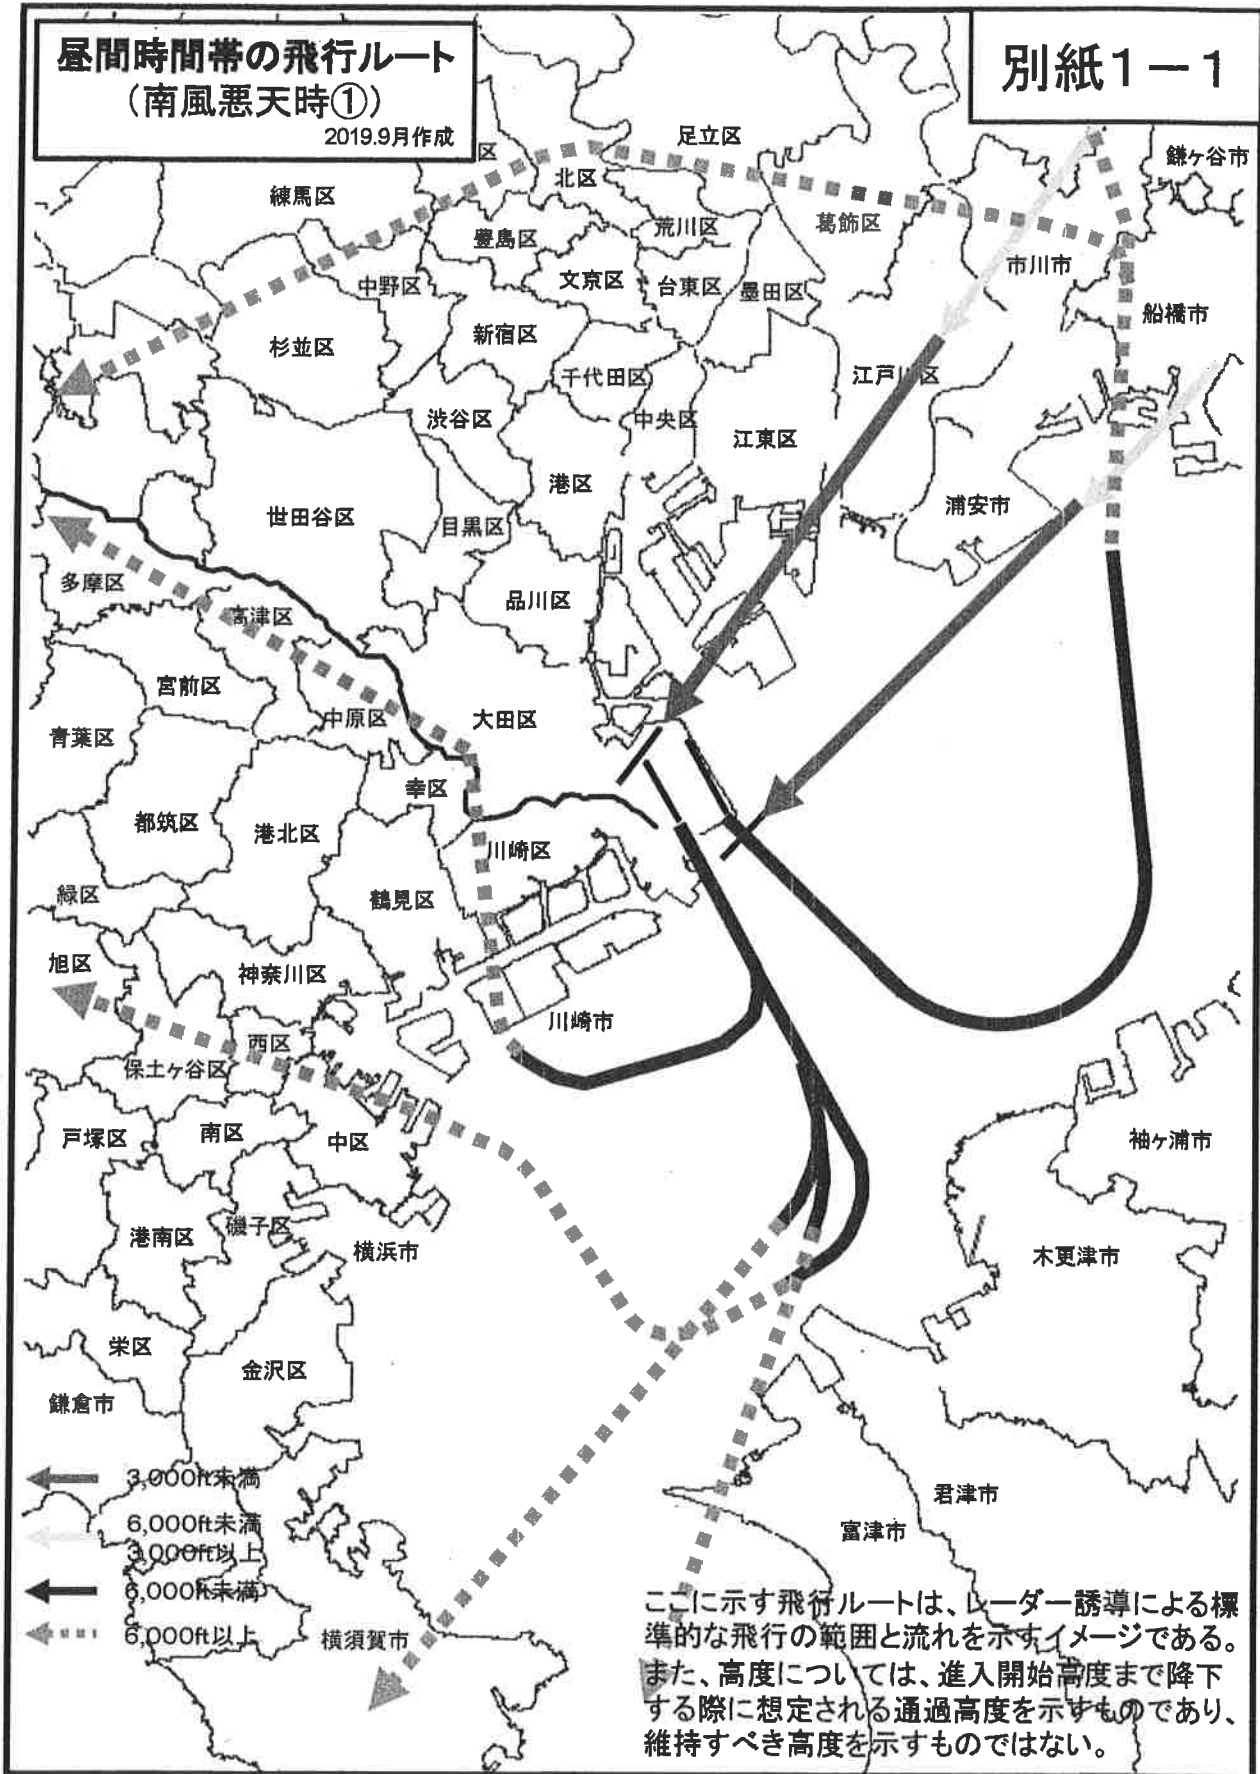 昼間時間帯の飛行ルート
（南風悪天時①）
2019.9月作成
別紙1－1
足立区
鎌ヶ谷市
区
北区
練馬区
荒川区
葛飾区
豊島区
市川市
中野区
文京区
台東区
墨田区
船橋市
新宿区
杉並区
千代田区
江戸川区
渋谷区
中央区
江東区
港区
浦安市
世田谷区
目黒区
多摩区
品川区
高津区
宮前区
中原区
大田区
青葉区
幸区
都筑区
港北区
川崎区
緑区
鶴見区
旭区
神奈川区
川崎市
西区
保土ヶ谷区
戸塚区
南区
中区
袖ヶ浦市
港南区
磯子区
横浜市
木更津市
栄区
金沢区
鎌倉市
3,000ft未満
君津市
6,000ft未満
3,000ft以上
富津市
6,000ft未満
6,000ft以上
横須賀市
ここに示す飛行ルートは、レーダー誘導による標
準的な飛行の範囲と流れを示すイメージである。
また、高度については、進入開始高度まで降下
する際に想定される通過高度を示すものであり、
維持すべき高度を示すものではない。